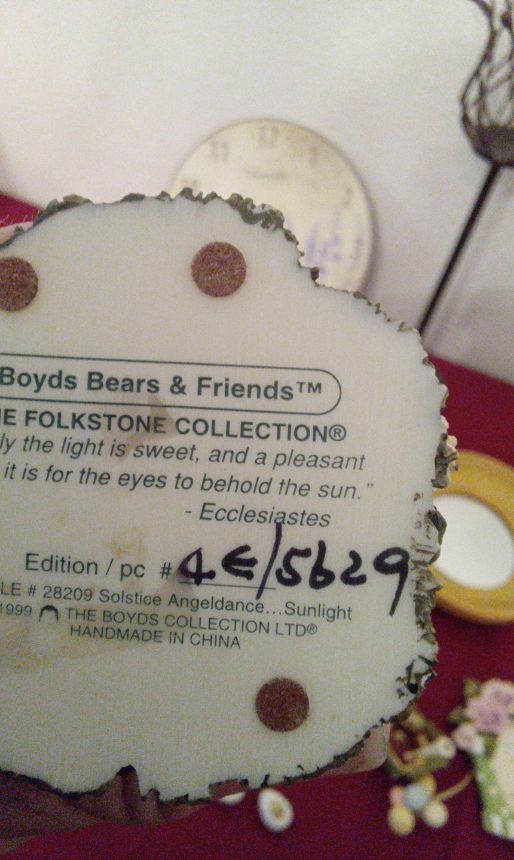 12
11
Boyds Bears & Friends™
THE FOLKSTONE COLLECTION®
ly the light is sweet, and a pleasant
it is for the eyes to behold the sun.”
- Ecclesiastes
Edition / pc # 4E/5629
LE # 28209 Solstice Angeldance...Sunlight
1999 THE BOYDS COLLECTION LTD®
HANDMADE IN CHINA